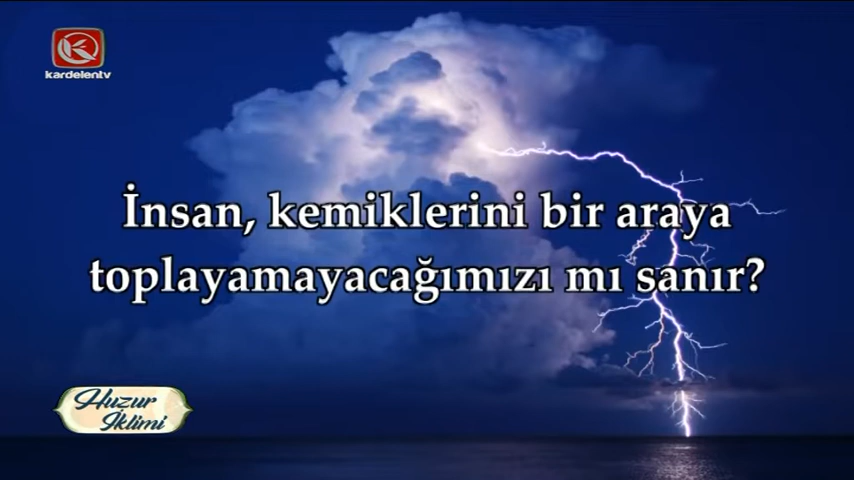 kardelentv
İnsan, kemiklerini bir araya
toplayamayacağımızı mı sanır?
Huzur
İklimi